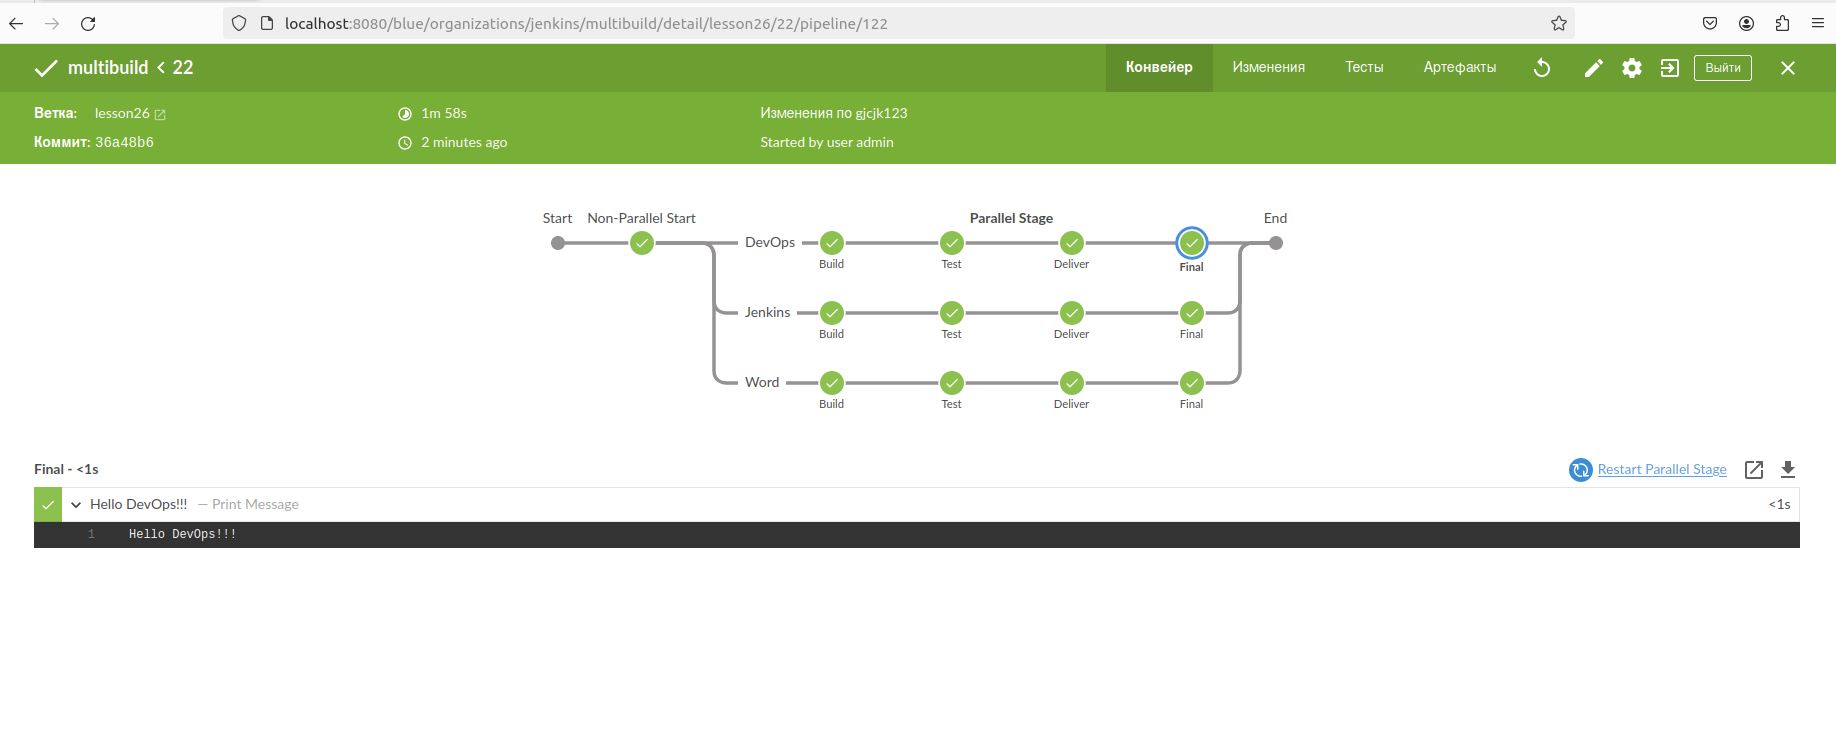 localhost:8080/blue/organizations/jenkins/multibuild/detail/lesson26/22/pipeline/122
multibuild < 22
Конвейер Изменения Тесты Артефакты Выйти
Ветка: lesson26 1m 58s Изменения по gjcjk123
Коммит: 36a48b6 2 minutes ago Started by user admin
Start Non-Parallel Start Parallel Stage End
DevOps
Build Test Deliver Final
Jenkins
Build Test Deliver Final
Word
Build Test Deliver Final
Final - <1s Restart Parallel Stage
Hello DevOps!!! — Print Message <1s
1 Hello DevOps!!!